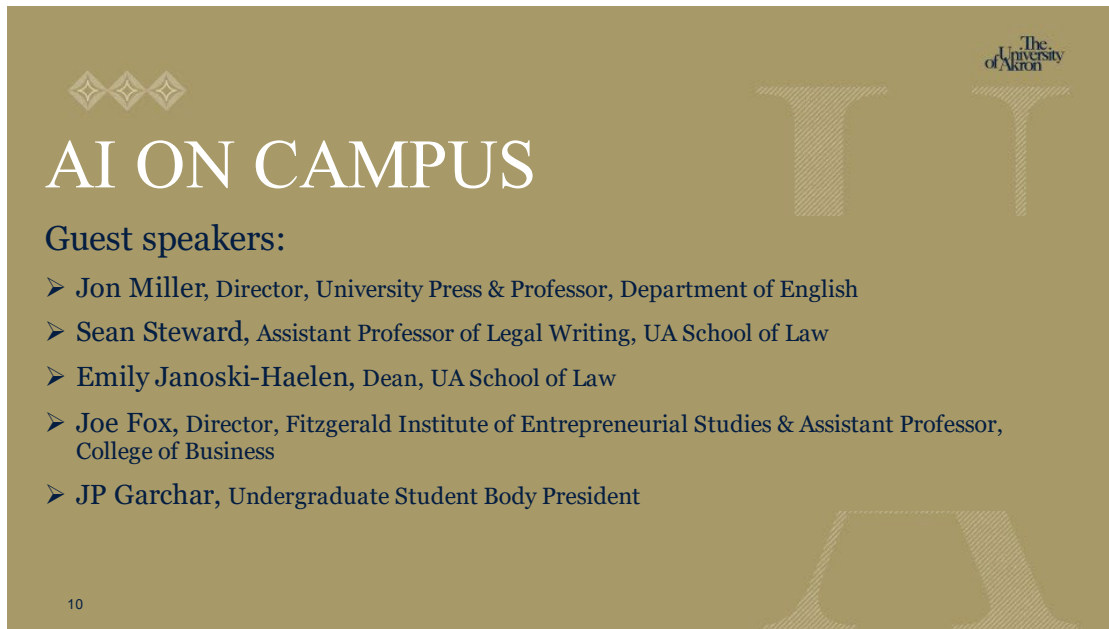 The
University
of Akron
AI ON CAMPUS
Guest speakers:
➢ Jon Miller, Director, University Press & Professor, Department of English
➢ Sean Steward, Assistant Professor of Legal Writing, UA School of Law
➢ Emily Janoski-Haelen, Dean, UA School of Law
➢ Joe Fox, Director, Fitzgerald Institute of Entrepreneurial Studies & Assistant Professor,
College of Business
➢ JP Garchar, Undergraduate Student Body President
10